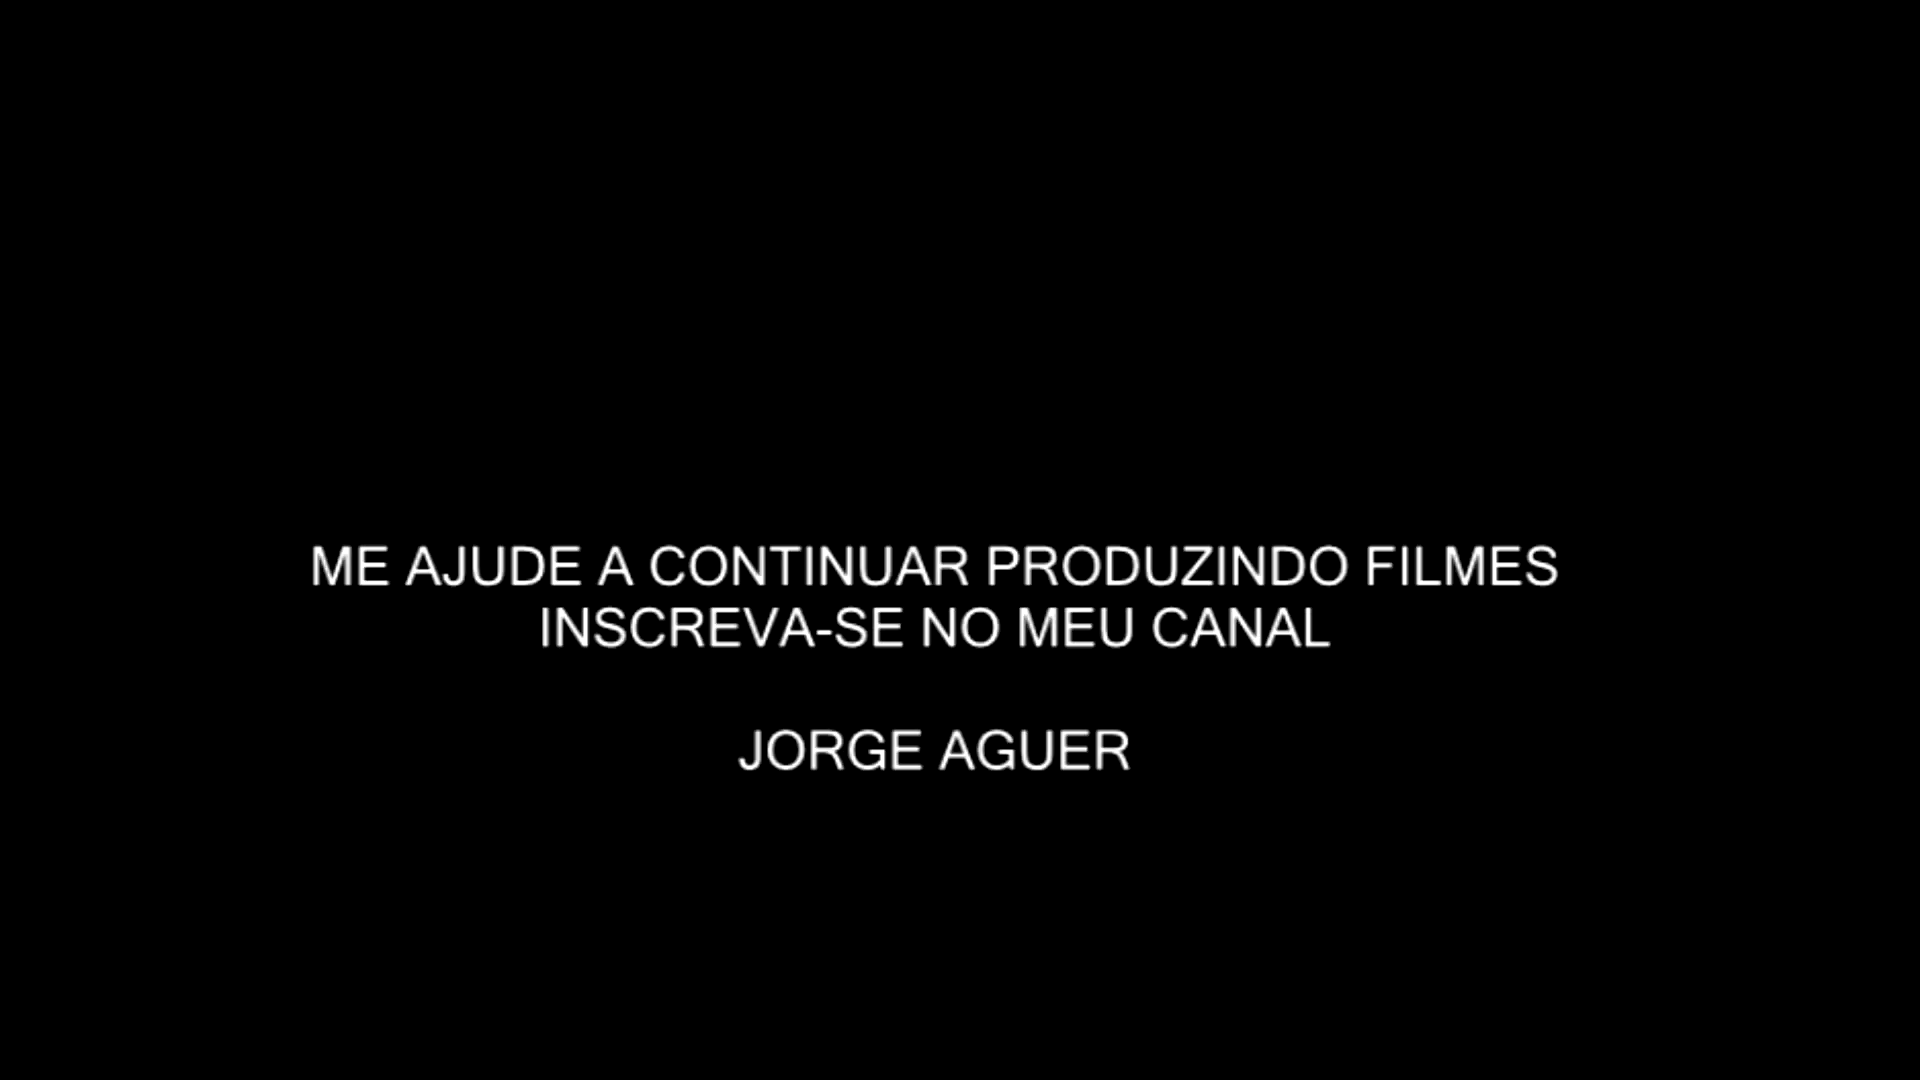 ME AJUDE A CONTINUAR PRODUZINDO FILMES
INSCREVA-SE NO MEU CANAL
JORGE AGUER